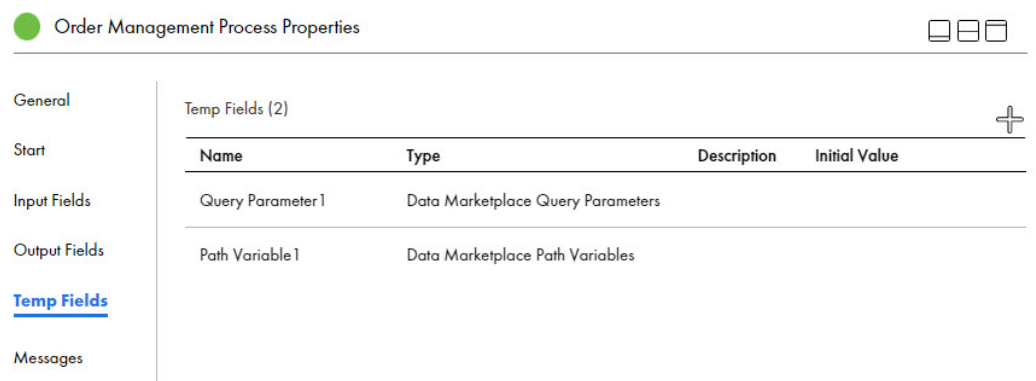 Order Management Process Properties
General
Start
Input Fields
Output Fields
Temp Fields
Messages
Temp Fields (2)
Name Type Description Initial Value
Query Parameter1 Data Marketplace Query Parameters
Path Variable1 Data Marketplace Path Variables